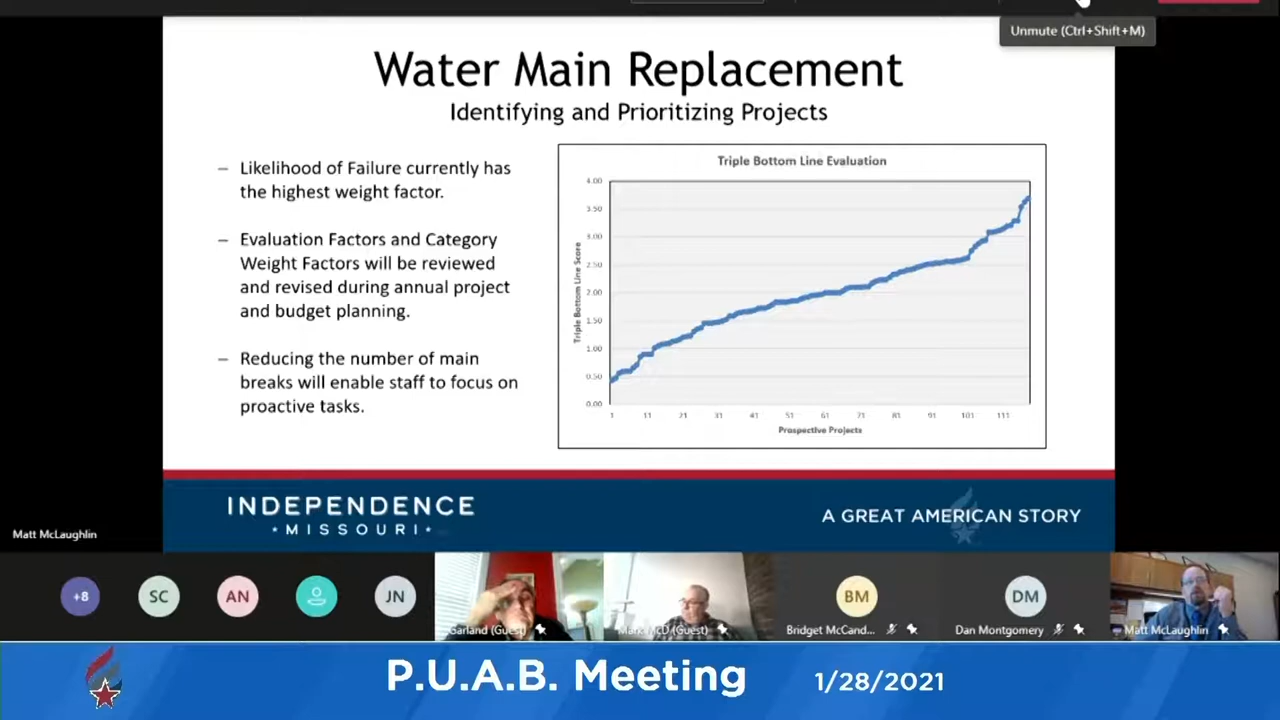 Unmute (Ctrl+Shift+M)
Water Main Replacement
Identifying and Prioritizing Projects
– Likelihood of Failure currently has
the highest weight factor.
– Evaluation Factors and Category
Weight Factors will be reviewed
and revised during annual project
and budget planning.
– Reducing the number of main
breaks will enable staff to focus on
proactive tasks.
Triple Bottom Line Evaluation
Triple Bottom Line Score
4.00
3.50
3.00
2.50
2.00
1.50
1.00
0.50
0.00
1 11 21 31 41 51 61 71 81 91 101 111
Prospective Projects
INDEPENDENCE
MISSOURI
A GREAT AMERICAN STORY
Matt McLaughlin
+8
SC
AN
JN
Garland (Guest)
(Guest)
BM
Bridget McCand...
DM
Dan Montgomery
Matt McLaughlin
P.U.A.B. Meeting
1/28/2021